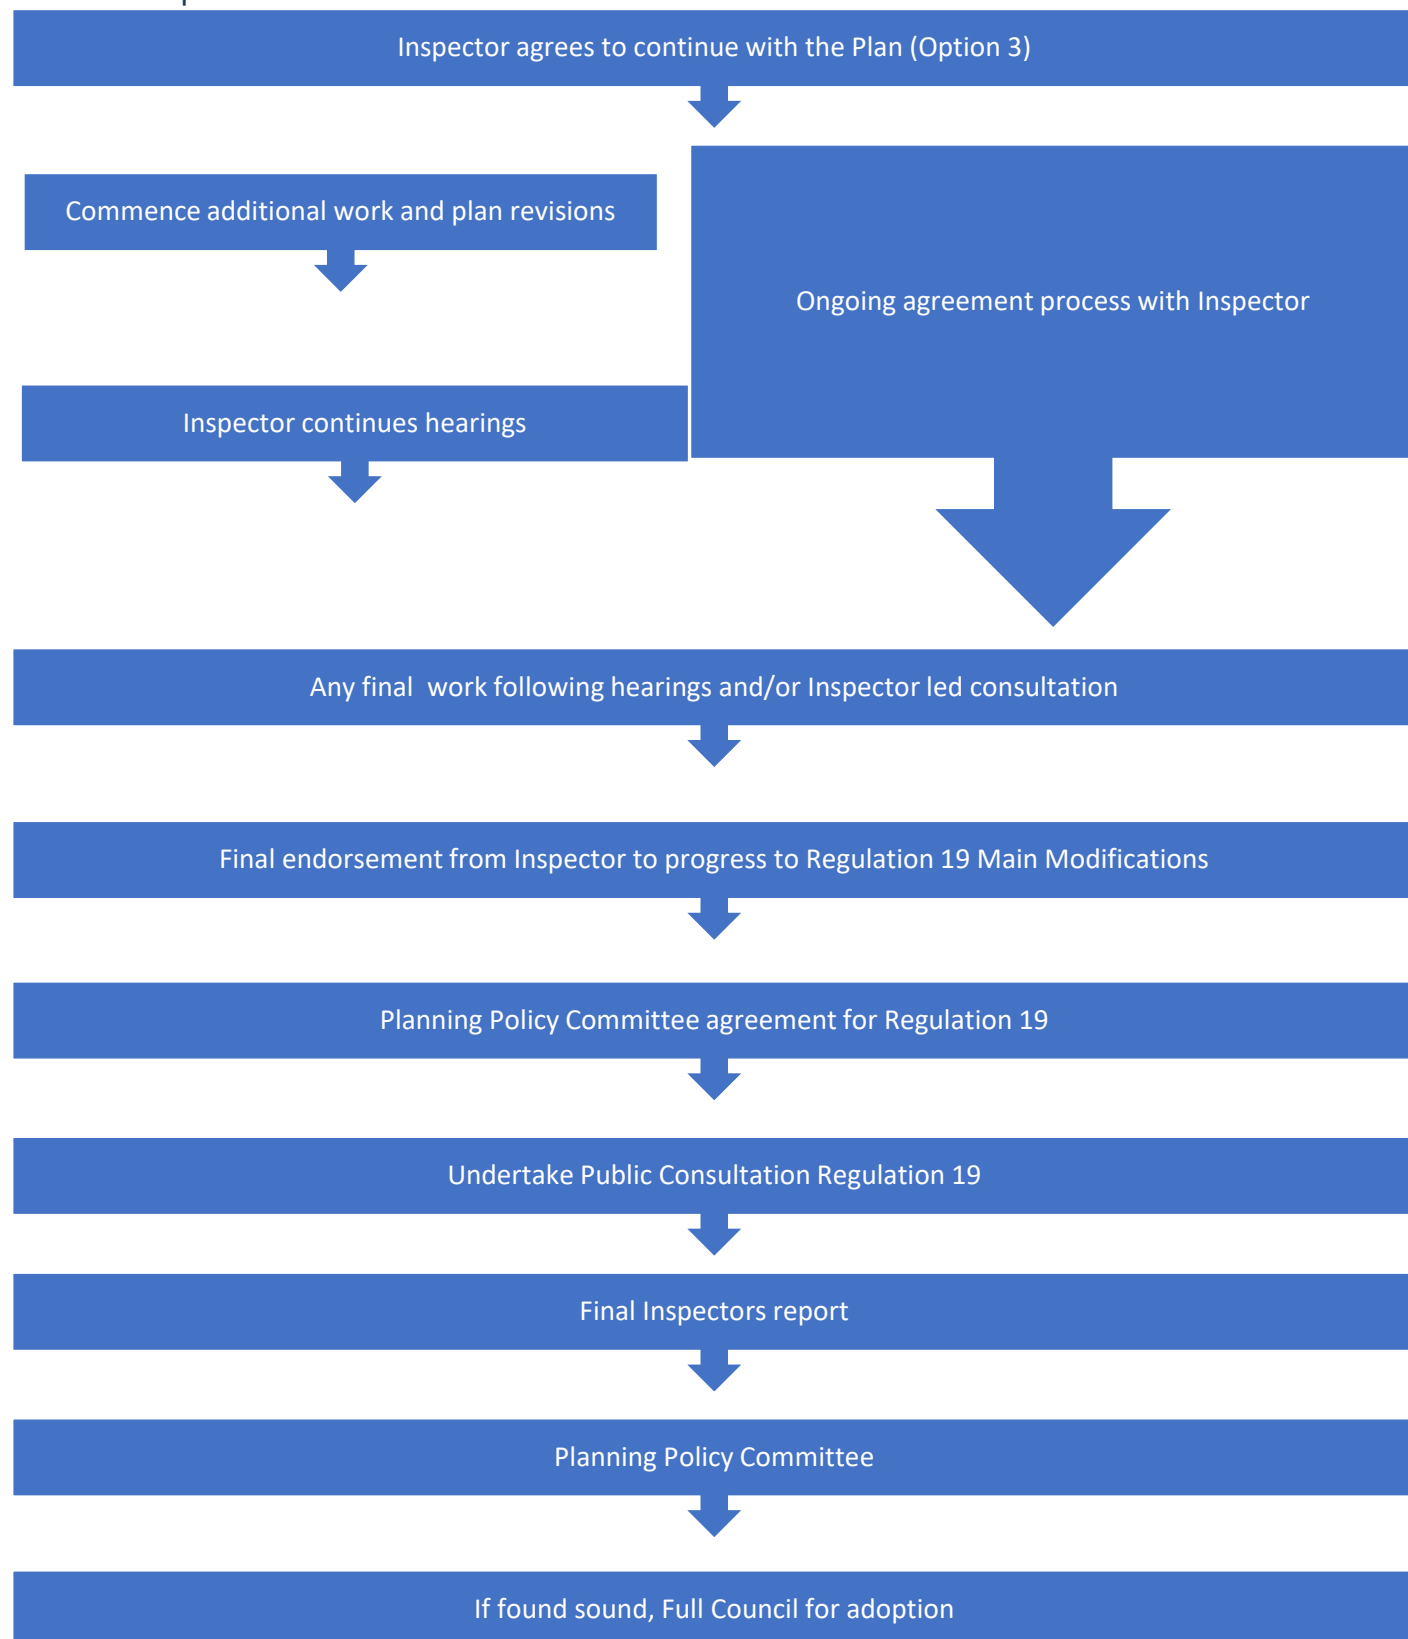 Inspector agrees to continue with the Plan (Option 3)
Commence additional work and plan revisions
Ongoing agreement process with Inspector
Inspector continues hearings
Any final  work following hearings and/or Inspector led consultation
Final endorsement from Inspector to progress to Regulation 19 Main Modifications
Planning Policy Committee agreement for Regulation 19
Undertake Public Consultation Regulation 19
Final Inspectors report
Planning Policy Committee
If found sound, Full Council for adoption